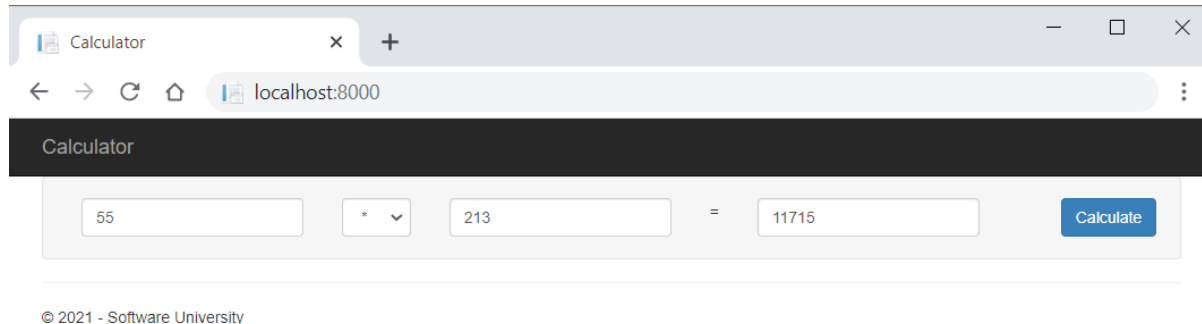 Calculator
localhost:8000
Calculator
55 * 213 = 11715 Calculate
© 2021 - Software University